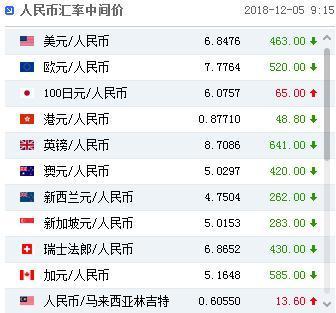 人民币汇率中间价 2018-12-05 9:15
美元/人民币 6.8476 463.00
欧元/人民币 7.7764 520.00
100日元/人民币 6.0757 65.00
港元/人民币 0.87710 48.80
英镑/人民币 8.7086 641.00
澳元/人民币 5.0297 420.00
新西兰元/人民币 4.7504 262.00
新加坡元/人民币 5.0153 283.00
瑞士法郎/人民币 6.8652 430.00
加元/人民币 5.1648 585.00
人民币/马来西亚林吉特 0.60550 13.60